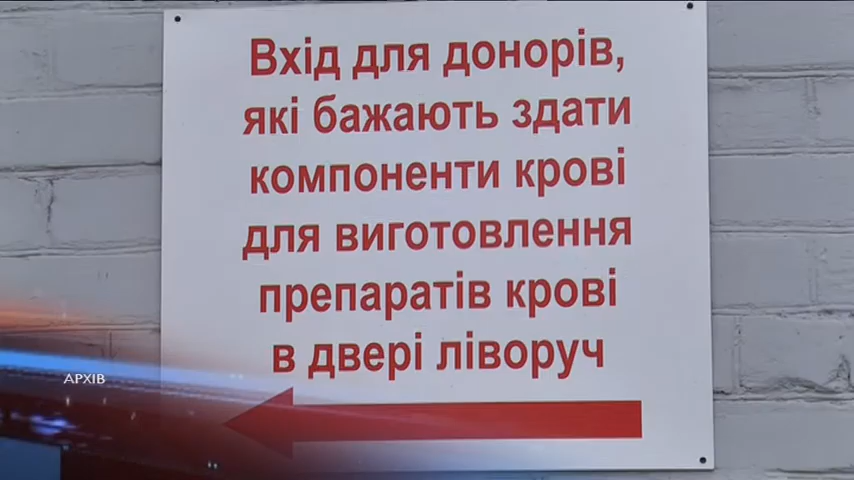 Вхід для донорів,
які бажають здати
компоненти крові
для виготовлення
препаратів крові
в двері ліворуч
АРХІВ